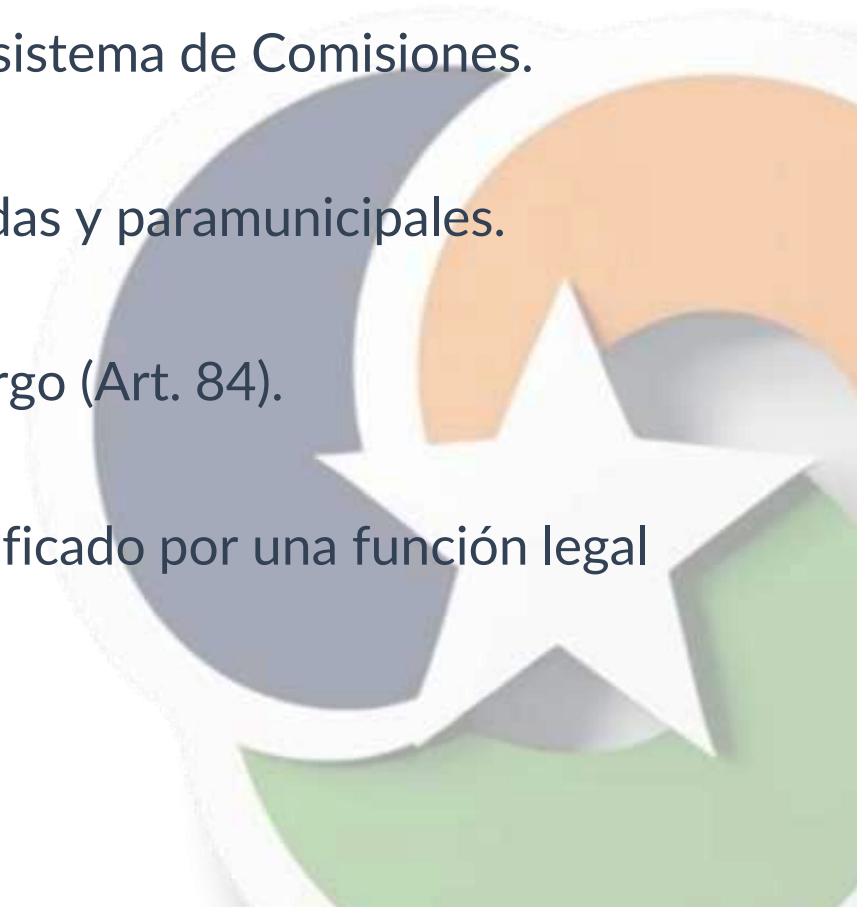 sistema de Comisiones.
das y paramunicipales.
rgo (Art. 84).
ficado por una función legal